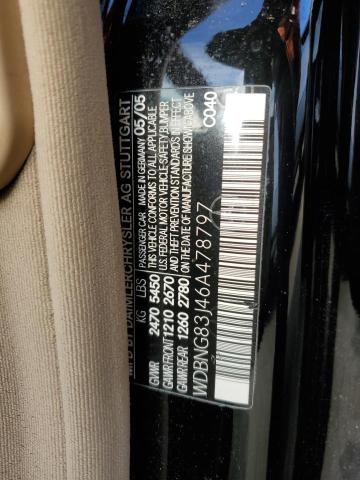 MFD BY DAIMLERCHRYSLER AG STUTTGART
PASSENGER CAR MADE IN GERMANY 05/05
KG LBS
GVWR 2470 5450
GAWR FRONT 1210 2670
GAWR REAR 1260 2780
THIS VEHICLE CONFORMS TO ALL APPLICABLE
U.S. FEDERAL MOTOR VEHICLE SAFETY, BUMPER
AND THEFT PREVENTION STANDARDS IN EFFECT
ON THE DATE OF MANUFACTURE SHOWN ABOVE
WDBNG83J46A478797
C040